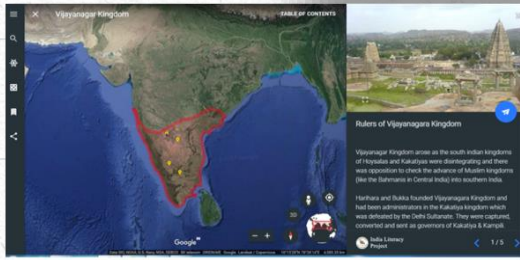 Vijayanagar Kingdom
TABLE OF CONTENTS
Google
3D
Rulers of Vijayanagara Kingdom
Vijayanagar Kingdom arose as the south indian kingdoms
of Hoysalas and Kakatiyas were disintegrating and there
was opposition to check the advance of Muslim kingdoms
(like the Bahmanis in Central India) into southern India.
Harihara and Bukka founded Vijayanagara Kingdom and
had been administrators in the Kakatiya kingdom which
was defeated by the Delhi Sultanate. They were captured,
converted and sent as governors of Kakatiya & Kampili.
India Literacy
Project
1 / 5